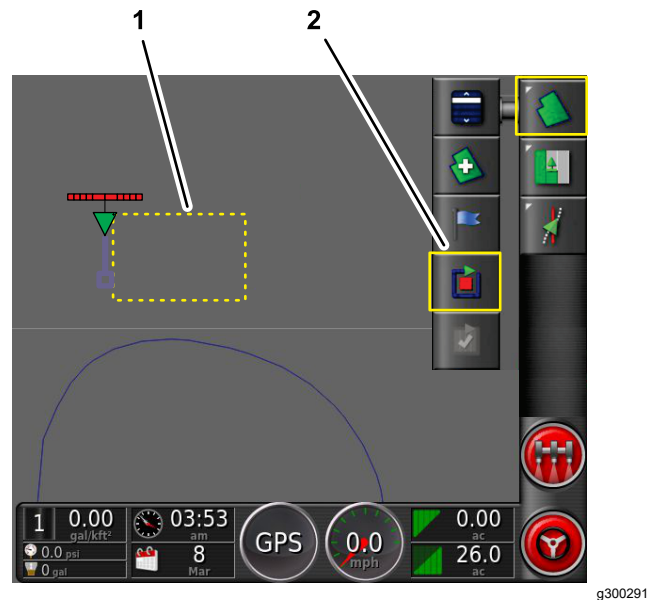 1 2
1 0.00 gal/kft²
0.0 psi
0 gal
03:53 am
8 Mar
GPS
0.0 mph
0.00 ac
26.0 ac
g300291